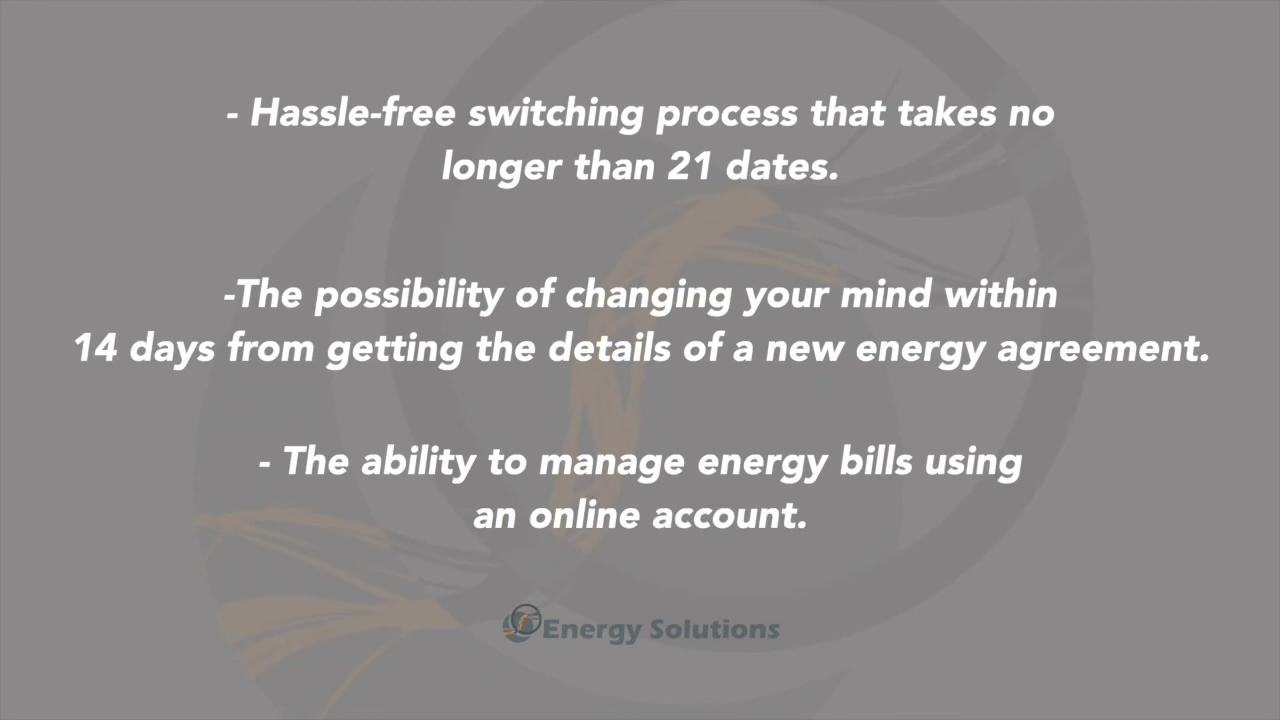 - Hassle-free switching process that takes no
longer than 21 dates.
-The possibility of changing your mind within
14 days from getting the details of a new energy agreement.
- The ability to manage energy bills using
an online account.
Energy Solutions